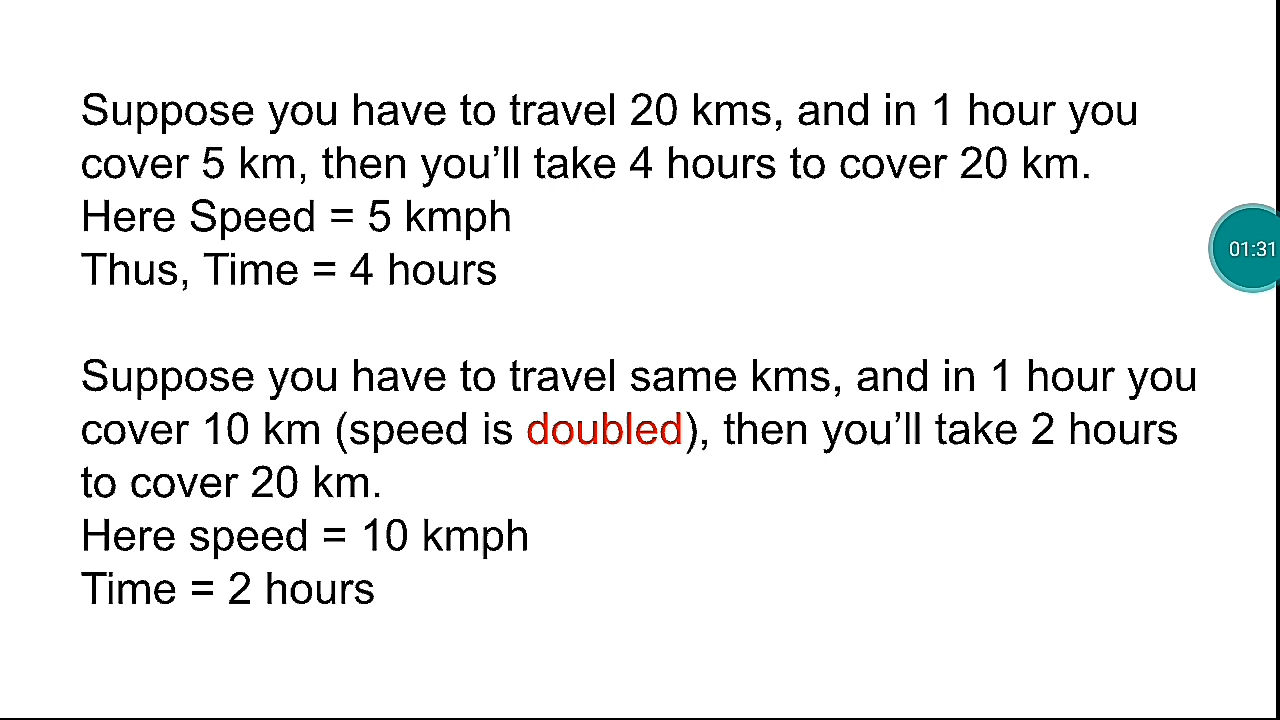 Suppose you have to travel 20 kms, and in 1 hour you
cover 5 km, then you’ll take 4 hours to cover 20 km.
Here Speed = 5 kmph
Thus, Time = 4 hours
01:31
Suppose you have to travel same kms, and in 1 hour you
cover 10 km (speed is doubled), then you’ll take 2 hours
to cover 20 km.
Here speed = 10 kmph
Time = 2 hours